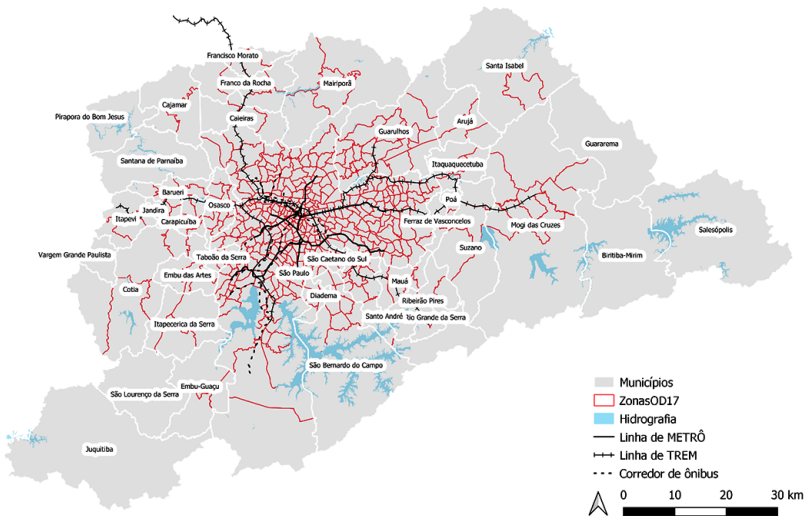 Francisco Morato
Franco da Rocha
Mairiporã
Santa Isabel
Cajamar
Pirapora do Bom Jesus
Caieiras
Guarulhos
Arujá
Guararema
Santana de Parnaíba
Itaquaquecetuba
Barueri
Osasco
Poá
Jandira
Itapevi
Carapicuíba
Ferraz de Vasconcelos
Mogi das Cruzes
Salesópolis
Suzano
Biritiba-Mirim
Vargem Grande Paulista
Taboão da Serra
São Caetano do Sul
Embu das Artes
São Paulo
Mauá
Cotia
Diadema
Ribeirão Pires
Itapecerica da Serra
Santo André
Rio Grande da Serra
São Bernardo do Campo
Embu-Guaçu
São Lourenço da Serra
Juquitiba
Municípios
ZonasOD17
Hidrografia
Linha de METRÔ
Linha de TREM
Corredor de ônibus
0 10 20 30 km